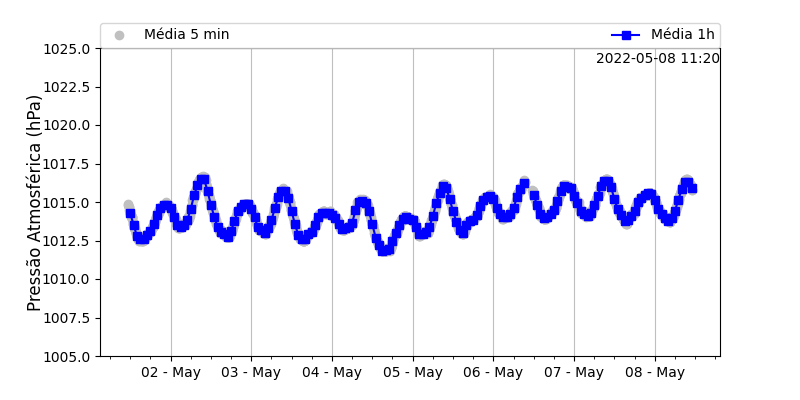 Média 5 min
Média 1h
2022-05-08 11:20
Pressão Atmosférica (hPa)
1025.0
1022.5
1020.0
1017.5
1015.0
1012.5
1010.0
1007.5
1005.0
02 - May
03 - May
04 - May
05 - May
06 - May
07 - May
08 - May